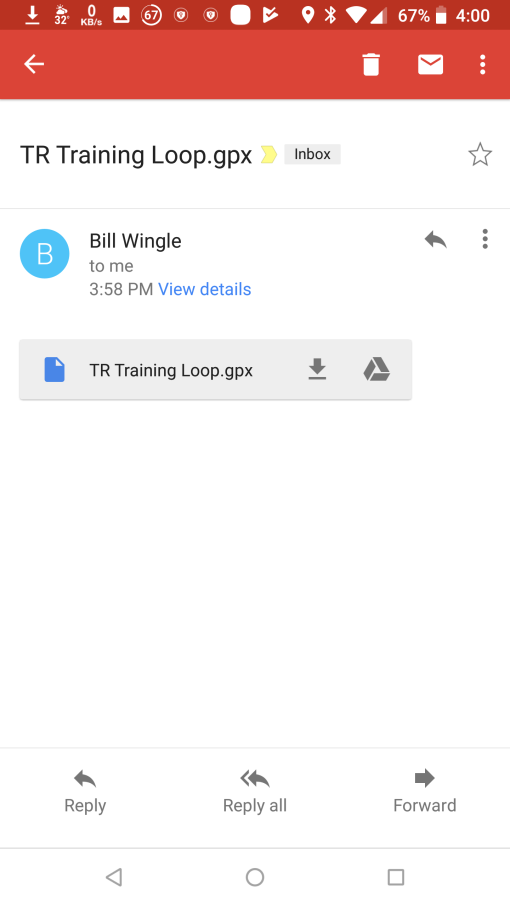 32° 0 KB/s 67 67% 4:00
TR Training Loop.gpx Inbox
B
Bill Wingle
to me
3:58 PM View details
TR Training Loop.gpx
Reply Reply all Forward